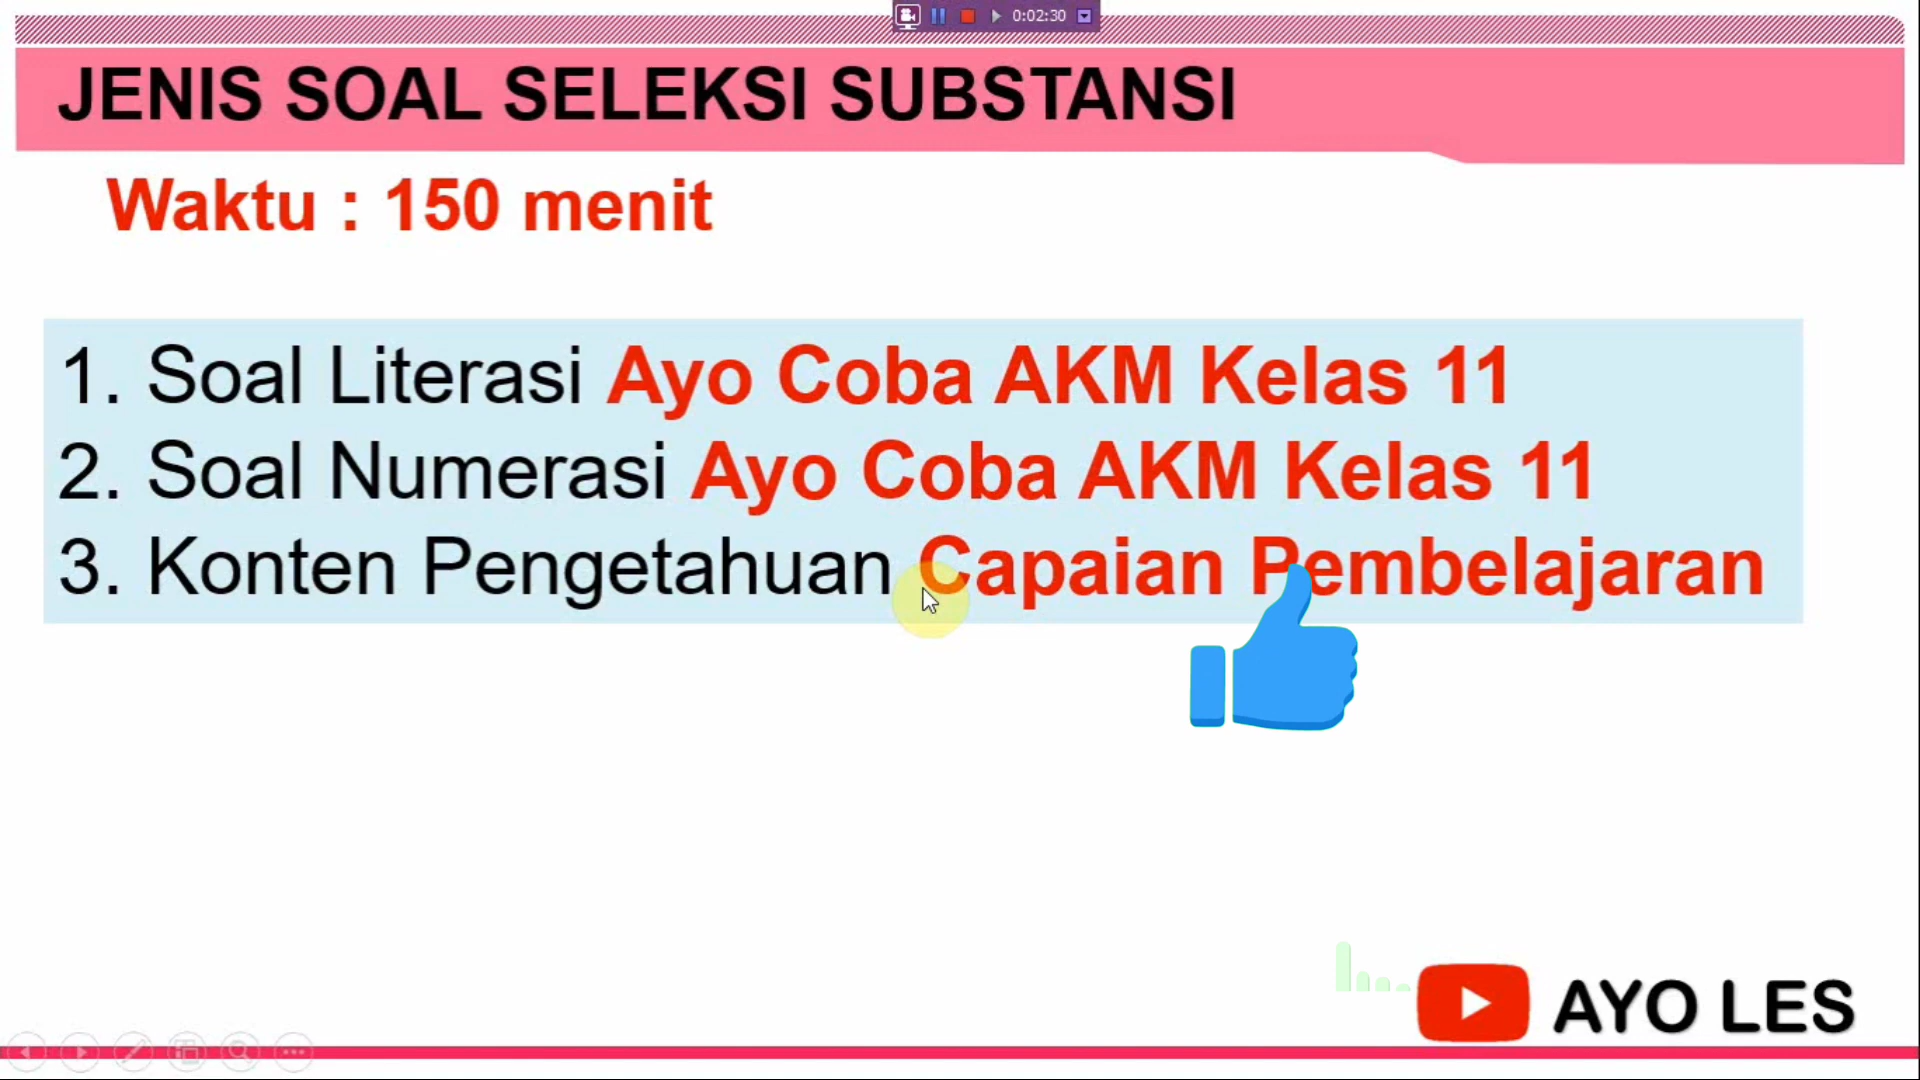 0:02:30
JENIS SOAL SELEKSI SUBSTANSI
Waktu : 150 menit
1. Soal Literasi Ayo Coba AKM Kelas 11
2. Soal Numerasi Ayo Coba AKM Kelas 11
3. Konten Pengetahuan Capaian Pembelajaran
AYO LES